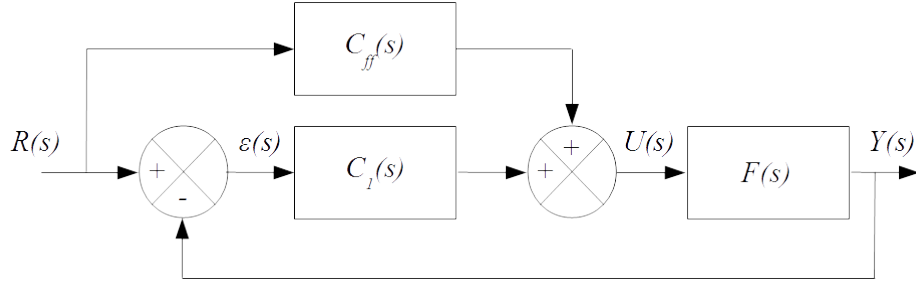 C_ff(s)
R(s)
+
ε(s)
C_1(s)
+
+
U(s)
F(s)
Y(s)
-